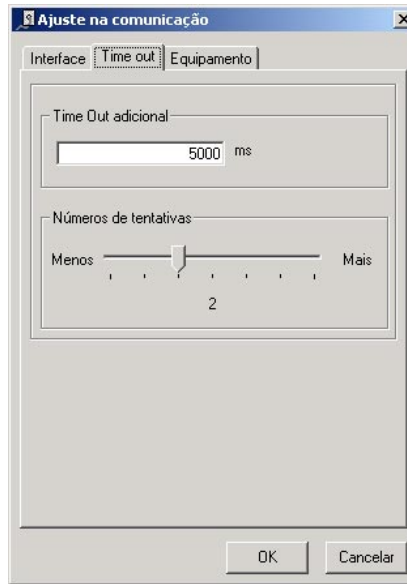 Ajuste na comunicação
Interface Time out Equipamento
Time Out adicional
5000 ms
Números de tentativas
Menos Mais
2
OK Cancelar